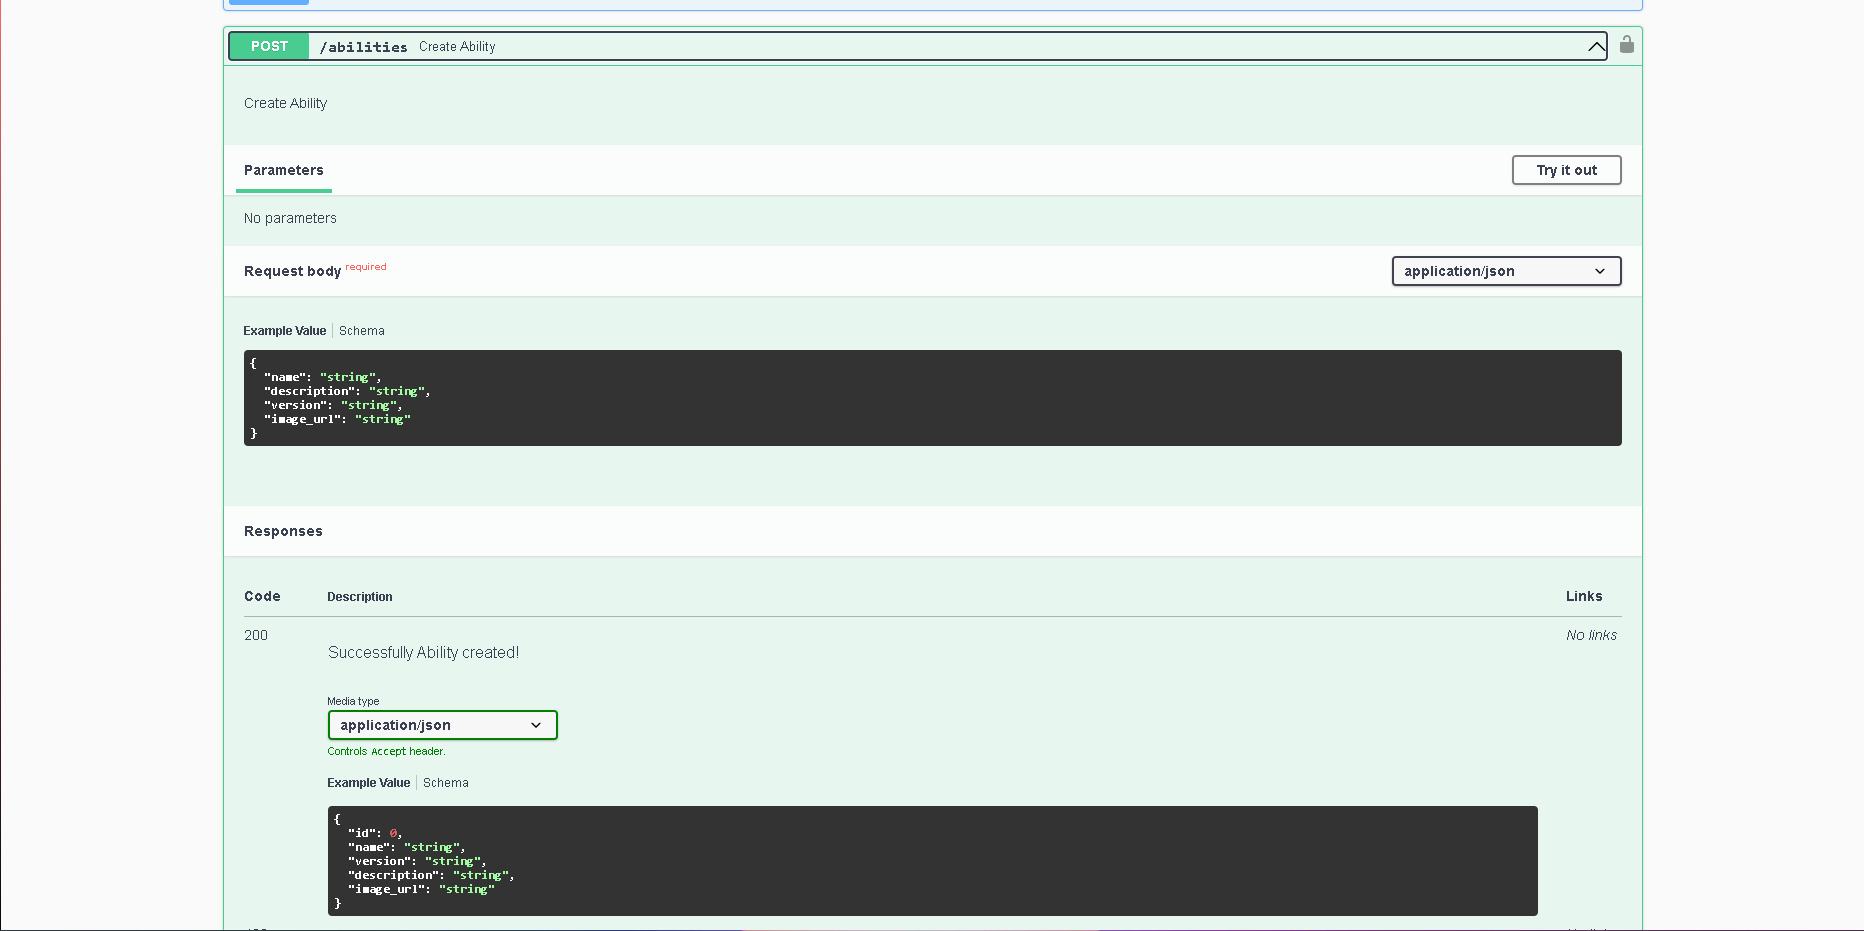 POST /abilities Create Ability
Create Ability
Parameters Try it out
No parameters
Request body required application/json
Example Value Schema
{
"name": "string",
"description": "string",
"version": "string",
"image_url": "string"
}
Responses
Code Description Links
200 No links
Successfully Ability created!
Media type
application/json
Controls Accept header.
Example Value Schema
{
"id": 0,
"name": "string",
"version": "string",
"description": "string",
"image_url": "string"
}